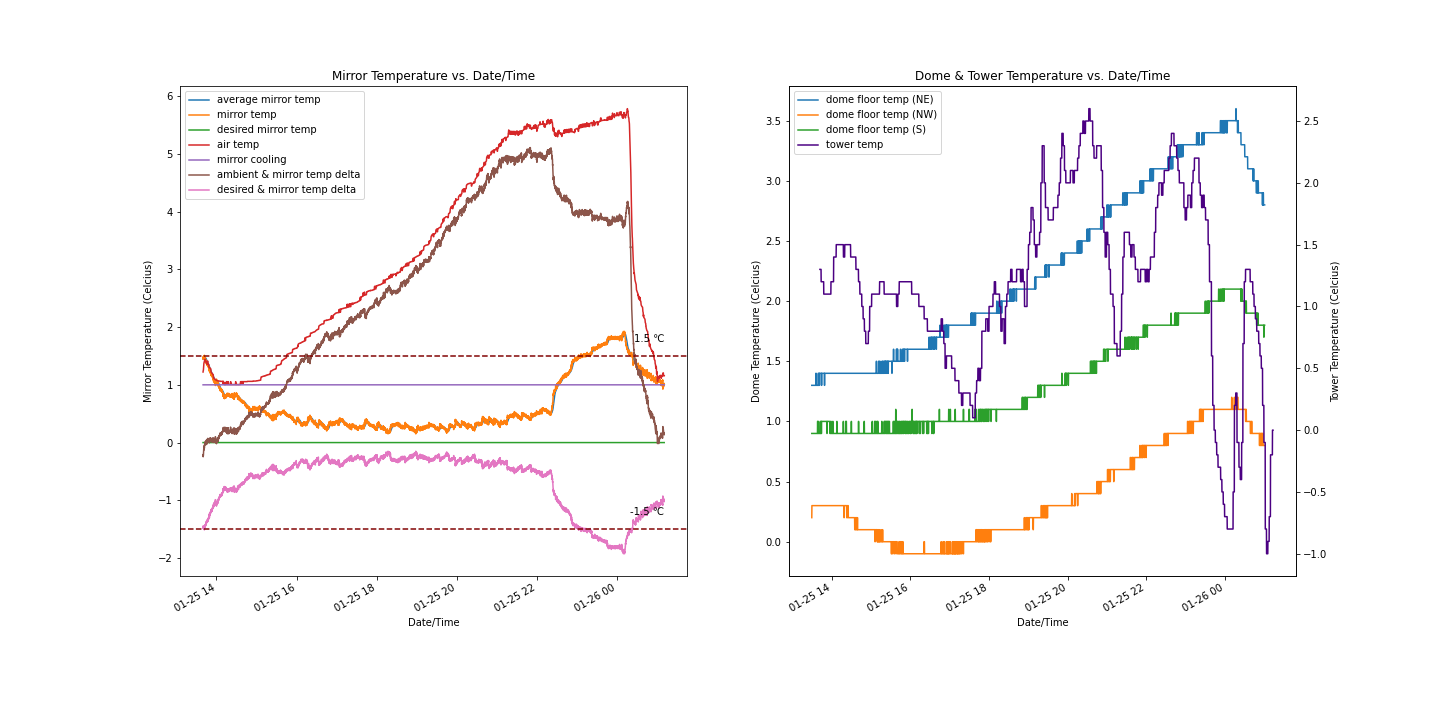 Mirror Temperature vs. Date/Time
average mirror temp
mirror temp
desired mirror temp
air temp
mirror cooling
ambient & mirror temp delta
desired & mirror temp delta
6
5
4
3
2
1
0
−1
−2
Mirror Temperature (Celcius)
1.5 °C
-1.5 °C
01-25 14
01-25 16
01-25 18
01-25 20
01-25 22
01-26 00
Date/Time
Dome & Tower Temperature vs. Date/Time
dome floor temp (NE)
dome floor temp (NW)
dome floor temp (S)
tower temp
3.5
3.0
2.5
2.0
1.5
1.0
0.5
0.0
Dome Temperature (Celcius)
2.5
2.0
1.5
1.0
0.5
0.0
−0.5
−1.0
Tower Temperature (Celcius)
01-25 14
01-25 16
01-25 18
01-25 20
01-25 22
01-26 00
Date/Time